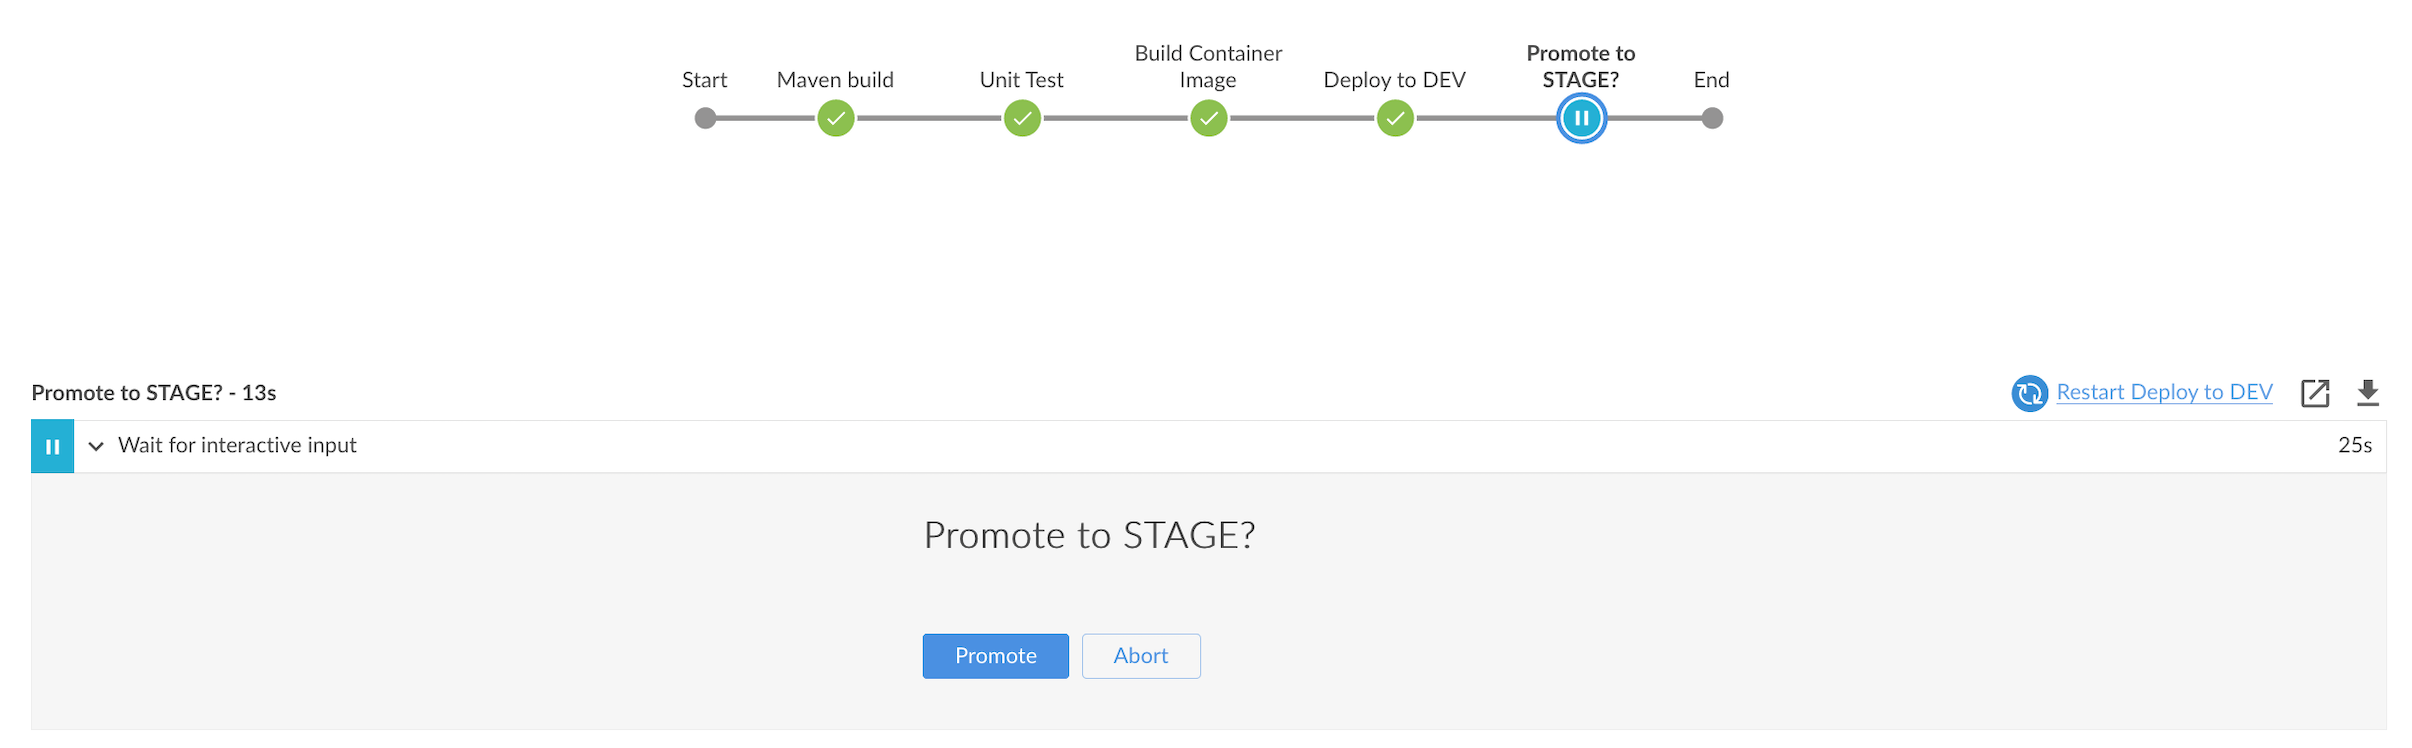 Start
Maven build
Unit Test
Build Container
Image
Deploy to DEV
Promote to
STAGE?
End
Promote to STAGE? - 13s
Restart Deploy to DEV
Wait for interactive input
25s
Promote to STAGE?
Promote
Abort